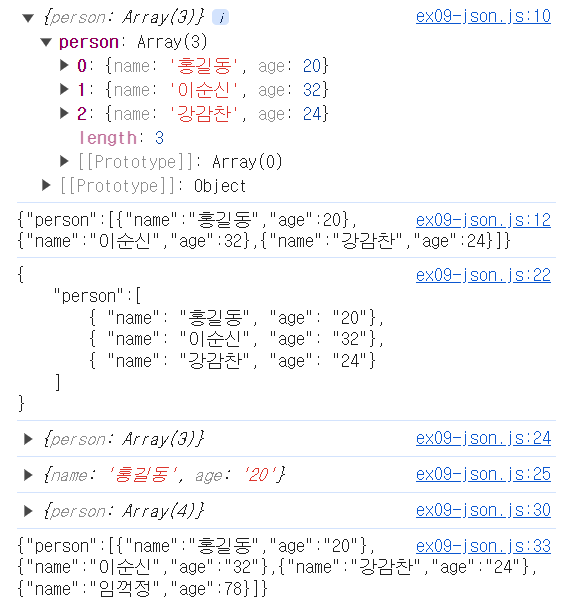 ▼ {person: Array(3)} i ex09-json.js:10
▼ person: Array(3)
▶ 0: {name: '홍길동', age: 20}
▶ 1: {name: '이순신', age: 32}
▶ 2: {name: '강감찬', age: 24}
length: 3
▶ [[Prototype]]: Array(0)
▶ [[Prototype]]: Object
{"person":[{"name":"홍길동","age":20}, ex09-json.js:12
{"name":"이순신","age":32},{"name":"강감찬","age":24}]}
{ ex09-json.js:22
"person":[
{ "name": "홍길동", "age": "20"},
{ "name": "이순신", "age": "32"},
{ "name": "강감찬", "age": "24"}
]
}
▶ {person: Array(3)} ex09-json.js:24
▶ {name: '홍길동', age: '20'} ex09-json.js:25
▶ {person: Array(4)} ex09-json.js:30
{"person":[{"name":"홍길동","age":"20"}, ex09-json.js:33
{"name":"이순신","age":"32"},{"name":"강감찬","age":"24"},
{"name":"임꺽정","age":78}]}